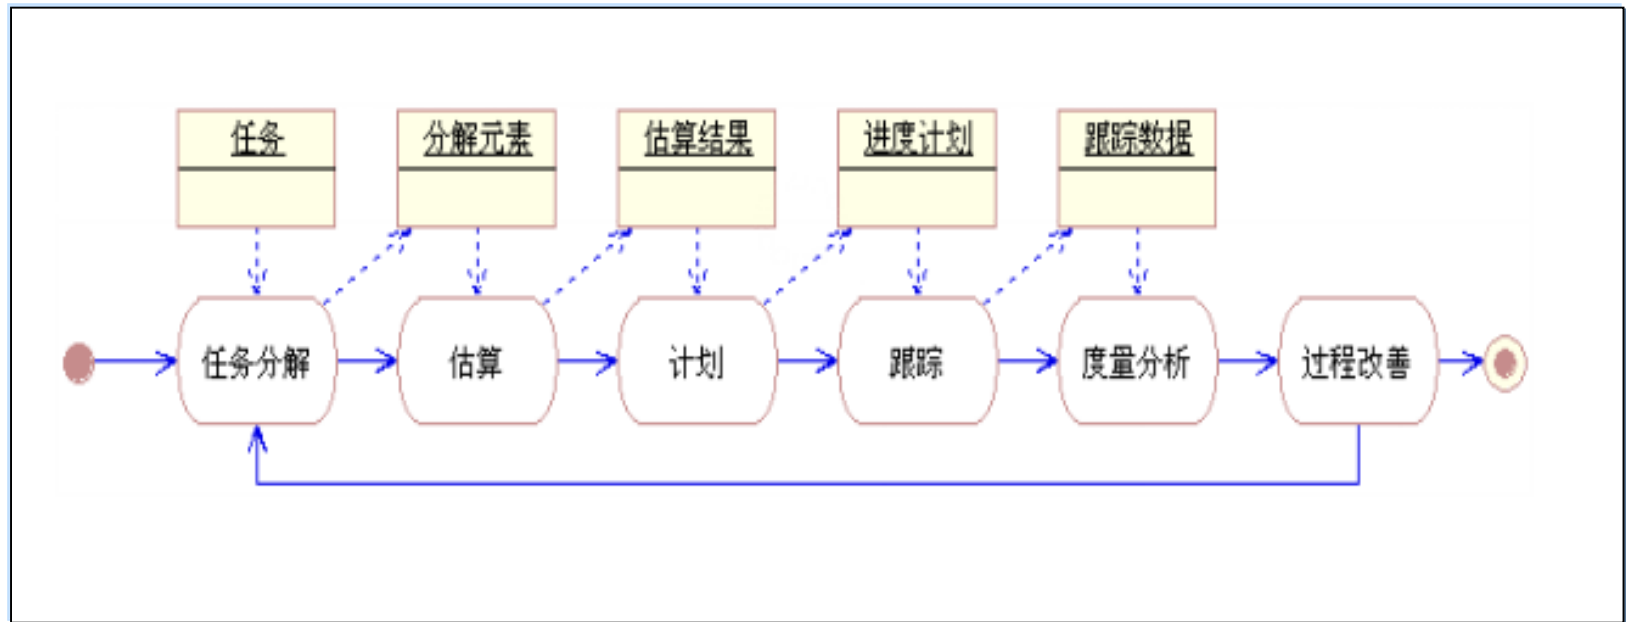 任务
分解元素
估算结果
进度计划
跟踪数据
任务分解
估算
计划
跟踪
度量分析
过程改善